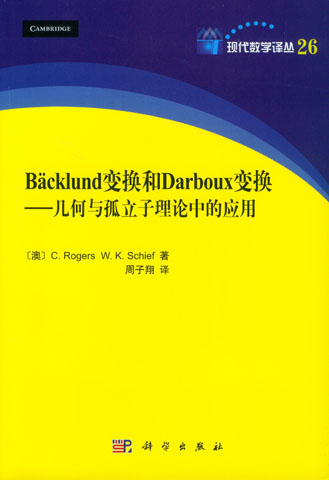 CAMBRIDGE
现代数学译丛 26
Bäcklund变换和Darboux变换
——几何与孤立子理论中的应用
〔澳〕C. Rogers W. K. Schief 著
周子翔 译
科学出版社